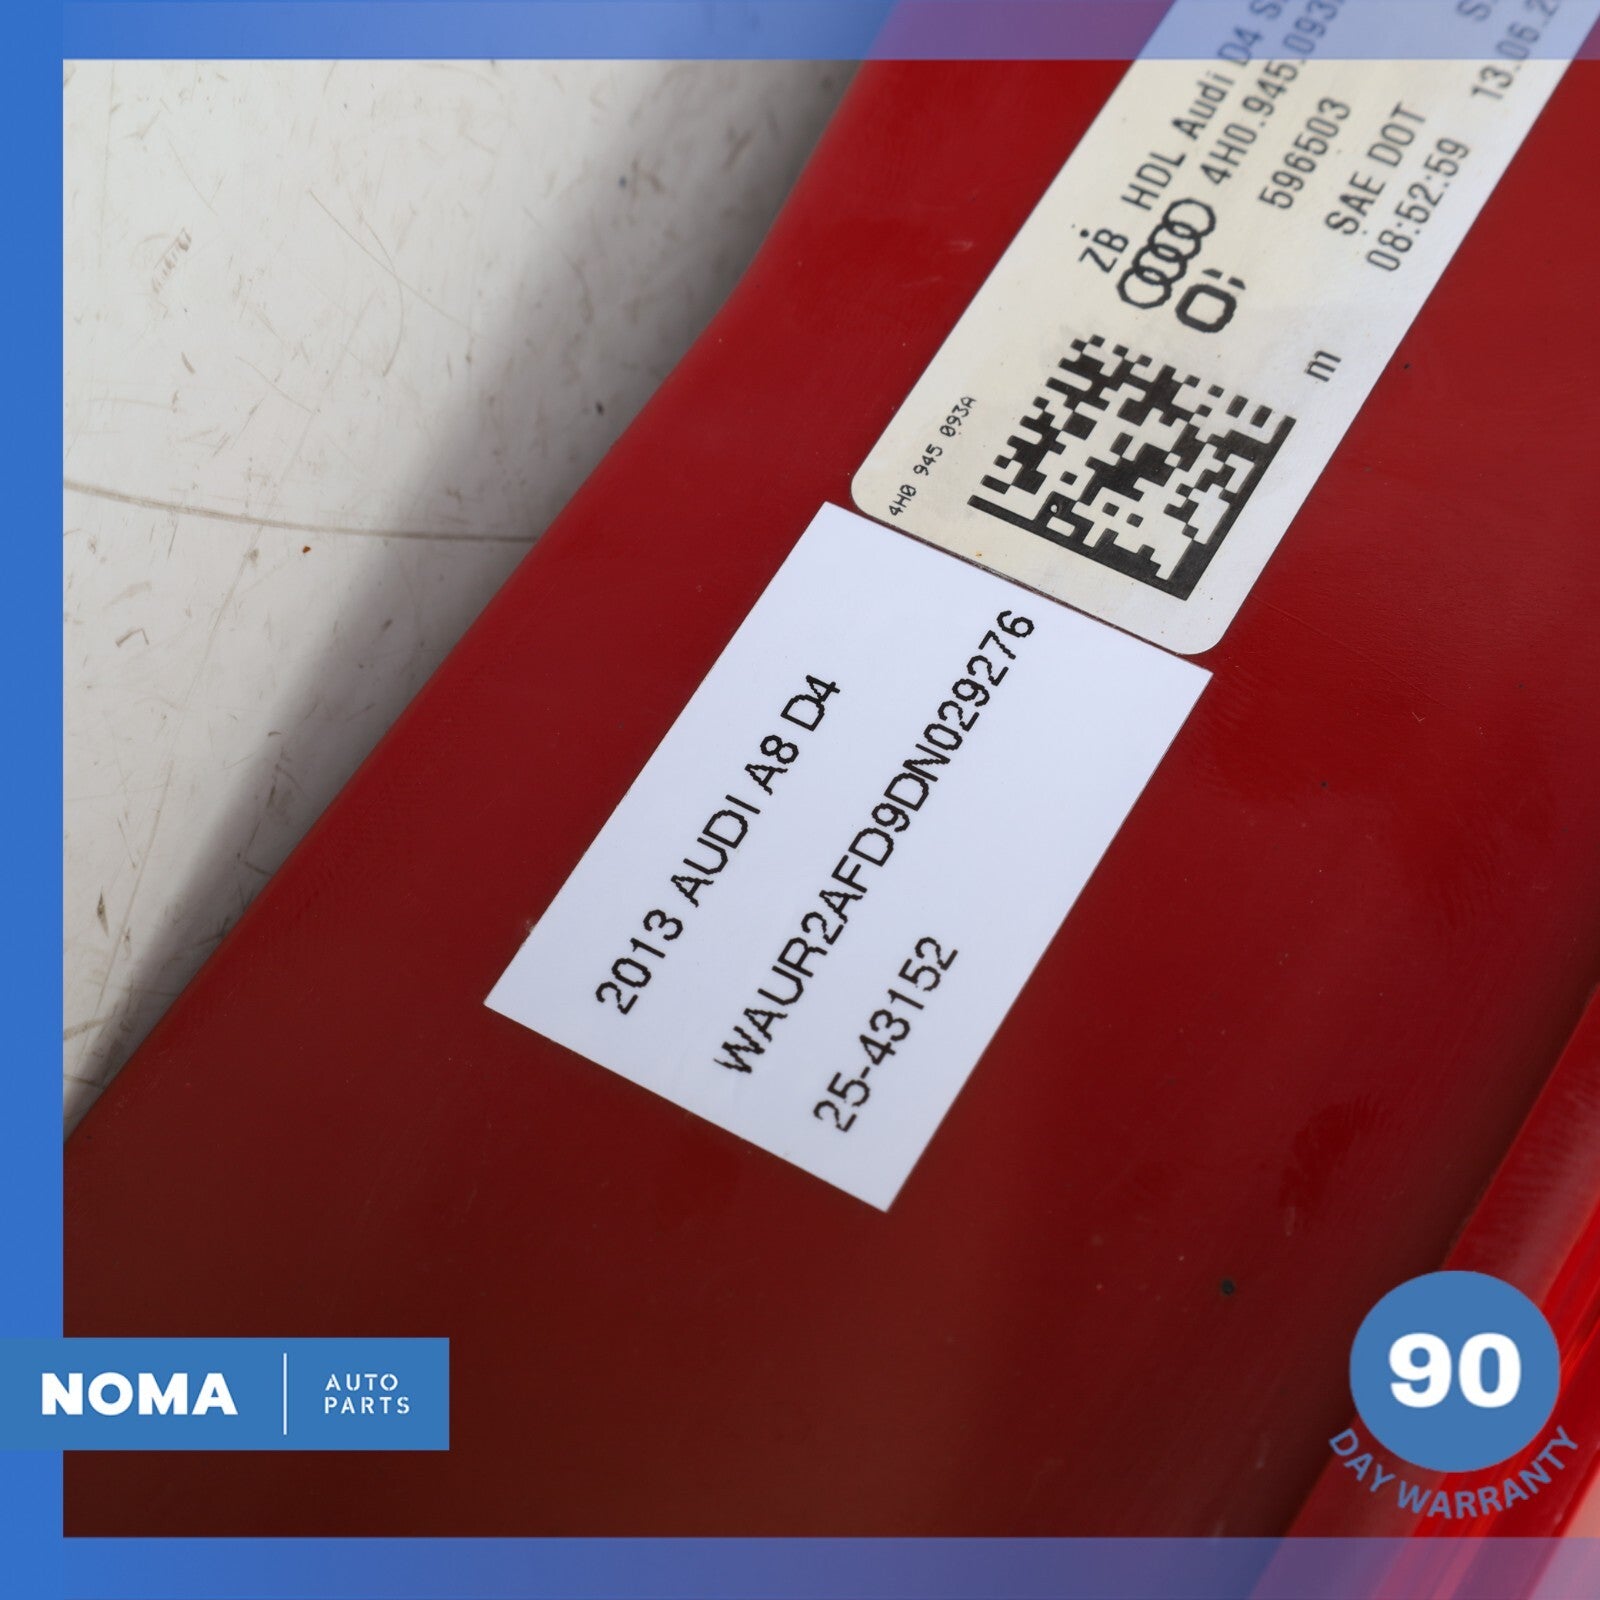 ZB HDL Audi D4
4H0.945.093
596503
SAE DOT
13.06.2
08:52:59
m1
4H0 945 093A
2013 AUDI A8 D4
WAUR2AFD9DN029276
25-43152
NOMA
AUTO
PARTS
90
DAY WARRANTY